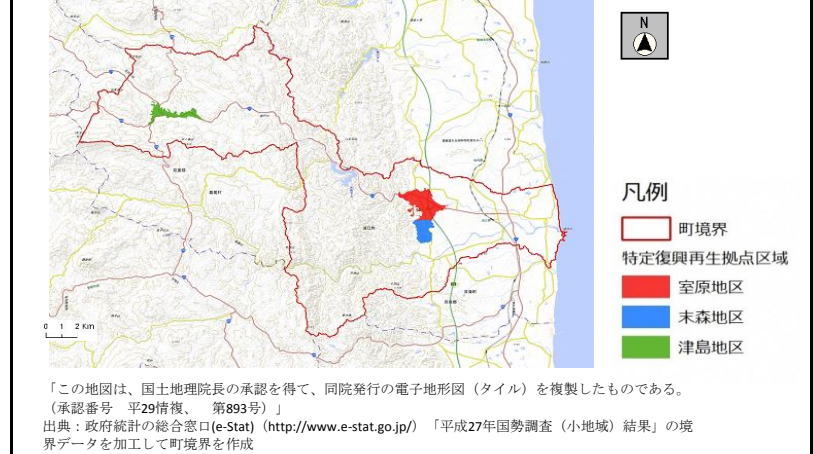 N
凡例
町境界
特定復興再生拠点区域
室原地区
末森地区
津島地区
0 1 2 Km
「この地図は、国土地理院長の承認を得て、同院発行の電子地形図（タイル）を複製したものである。
（承認番号　平29情複、　第893号）」
出典：政府統計の総合窓口(e-Stat)（http://www.e-stat.go.jp/）「平成27年国勢調査（小地域）結果」の境
界データを加工して町境界を作成